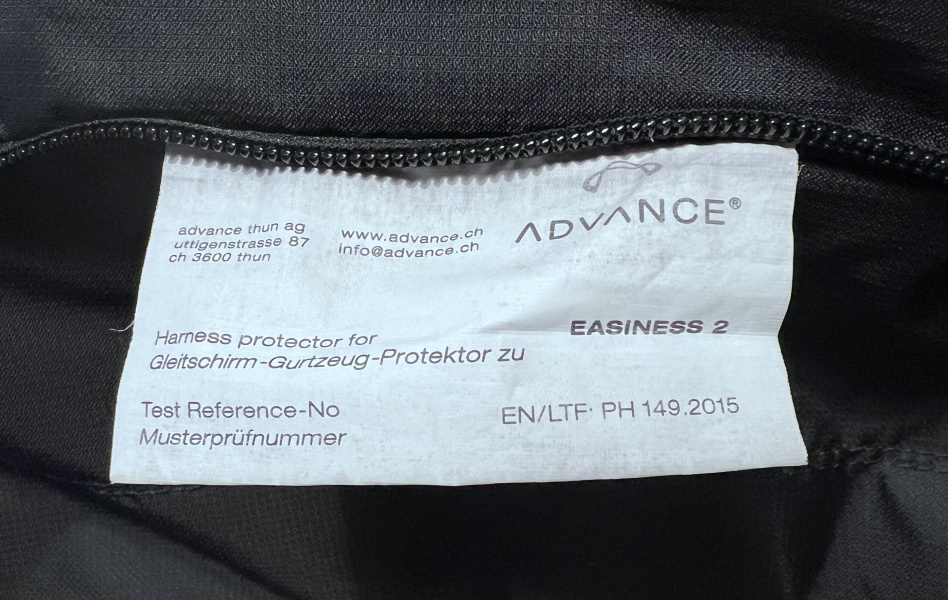 advance thun ag
uttigenstrasse 87
ch 3600 thun
www.advance.ch
info@advance.ch
ADVANCE®
Harness protector for
Gleitschirm-Gurtzeug-Protektor zu
EASINESS 2
Test Reference-No
Musterprüfnummer
EN/LTF: PH 149.2015